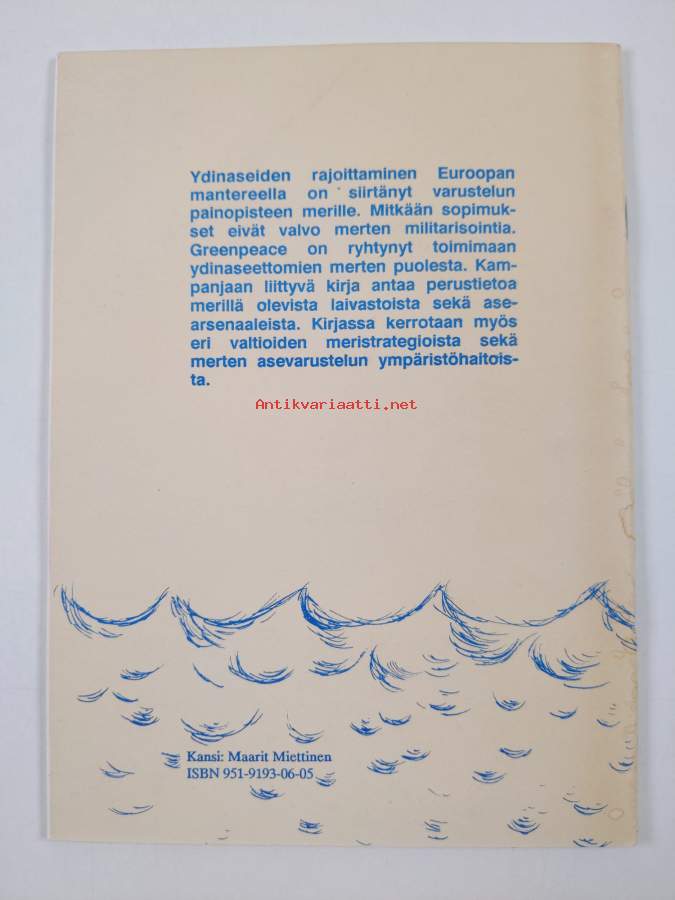 Ydinaseiden rajoittaminen Euroopan
mantereella on siirtänyt varustelun
painopisteen merille. Mitkään sopimuk-
set eivät valvo merten militarisointia.
Greenpeace on ryhtynyt toimimaan
ydinaseettomien merten puolesta. Kam-
panjaan liittyvä kirja antaa perustietoa
merillä olevista laivastoista sekä ase-
arsenaaleista. Kirjassa kerrotaan myös
eri valtioiden meristrategioista sekä
merten asevarustelun ympäristöhaitois-
ta.
Antikvariaatti.net
Kansi: Maarit Miettinen
ISBN 951-9193-06-05